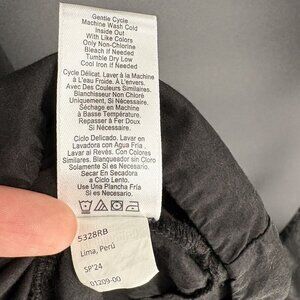 Gentle Cycle
Machine Wash Cold
Inside Out
With Like Colors
Only Non-Chlorine
Bleach If Needed
Tumble Dry Low
Cool Iron If Needed
Cycle Délicat. Laver à la Machine
à L'eau Froide. À L'envers.
Avec Des Couleurs Similaires.
Blanchisseur Non Chloré
Uniquement, Si Nécessaire.
Séchage en Machine
à Basse Température.
Repasser à Fer Doux
Si Nécessaire.
Ciclo Delicado. Lavar en
Lavadora con Agua Fria .
Lavar al Revés. Con Colores
Similares. Blanqueador sin Cloro
Si es Necesario.
Secar En Secadora
a Ciclo Lento.
Use Una Plancha Fría
Si es Necesario.
5328RB
Lima, Perú
SP'24
01209-00